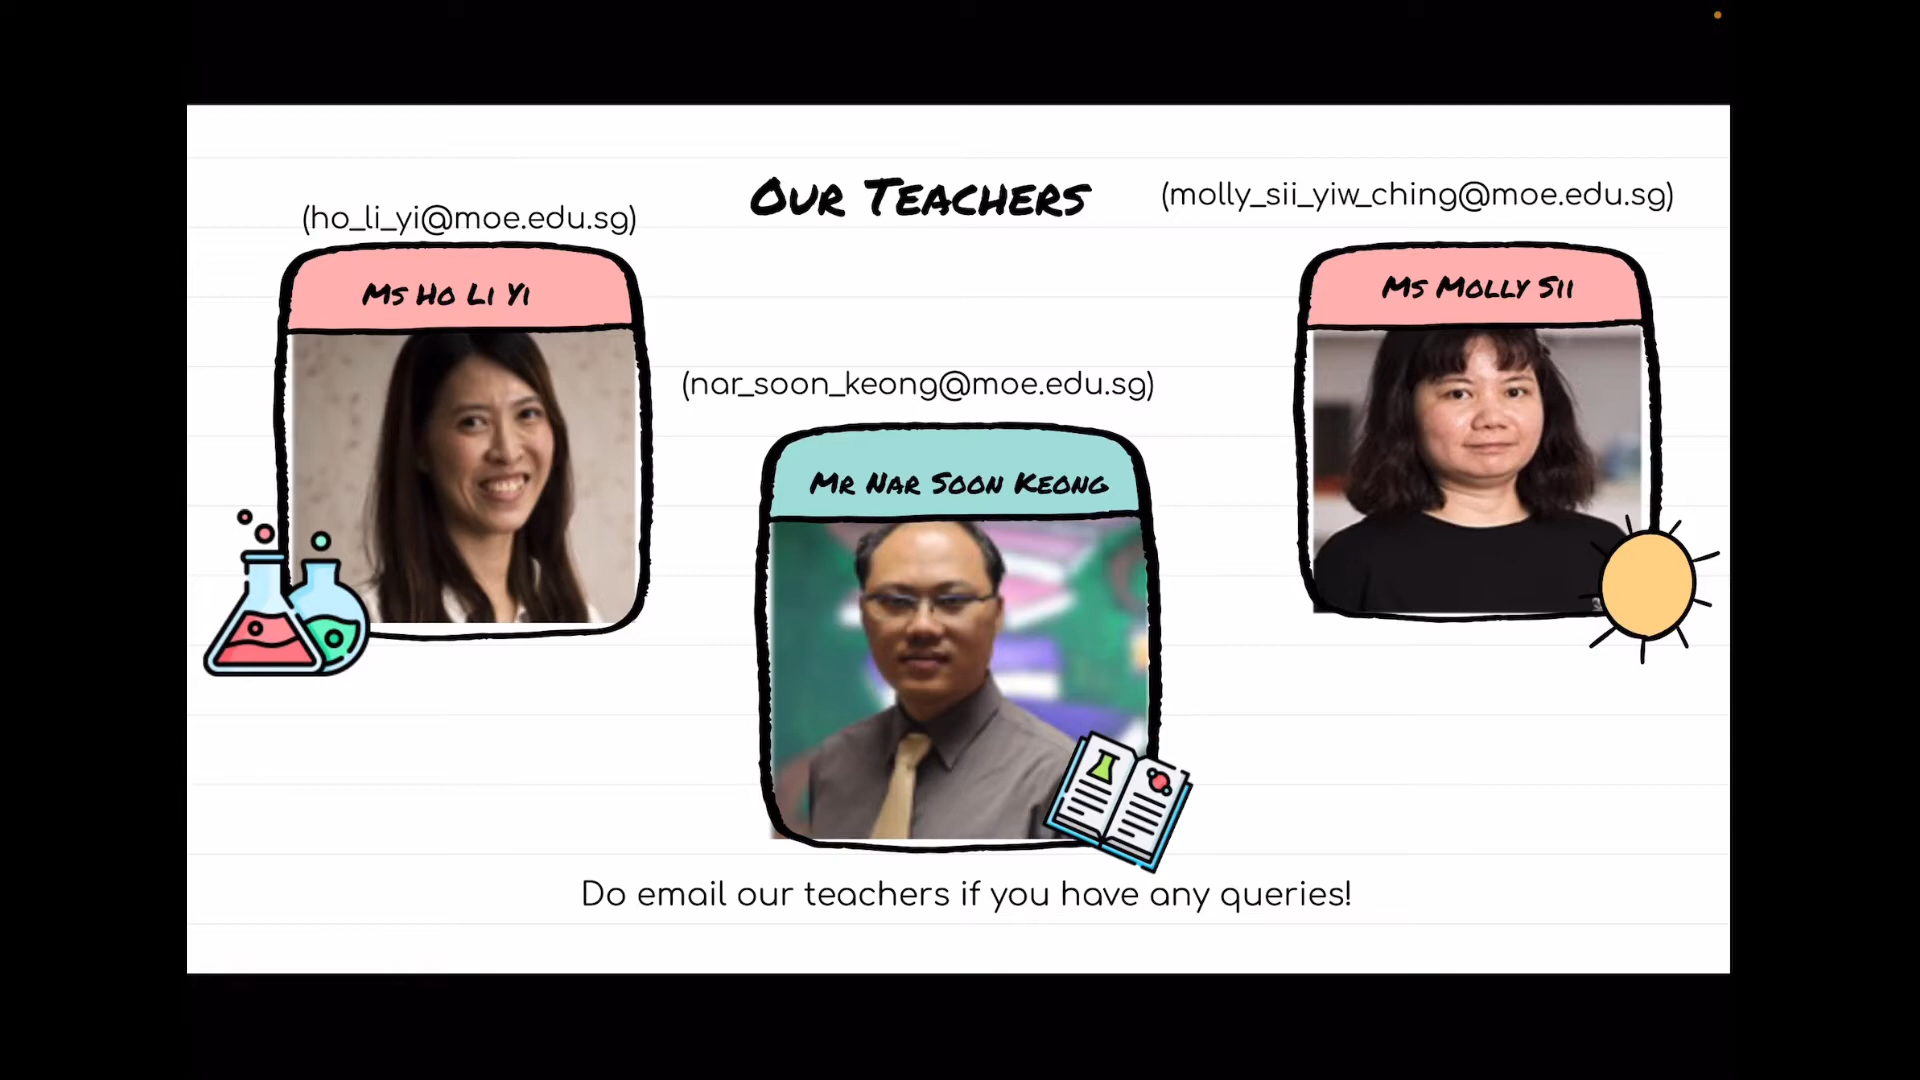 Our Teachers
(ho_li_yi@moe.edu.sg)
Ms Ho Li Yi
(nar_soon_keong@moe.edu.sg)
Mr Nar Soon Keong
(molly_sii_yiw_ching@moe.edu.sg)
Ms Molly Sii
Do email our teachers if you have any queries!